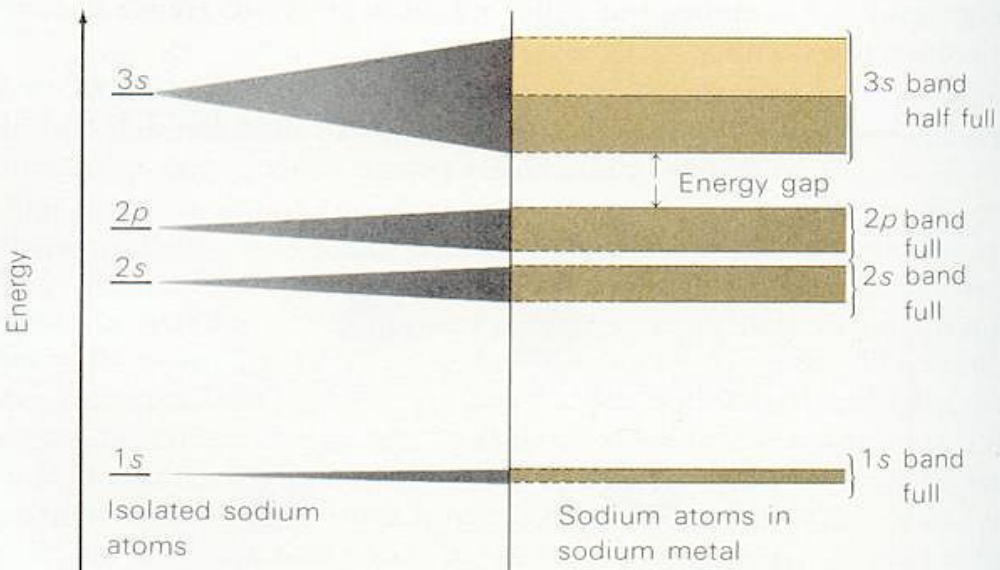 Energy
3s
2p
2s
1s
Isolated sodium
atoms
3s band
half full
Energy gap
2p band
full
2s band
full
1s band
full
Sodium atoms in
sodium metal